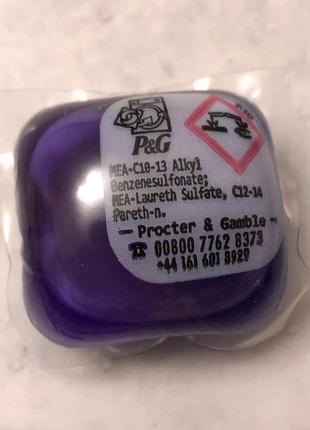 P&G
MEA-C10-13 Alkyl
Benzenesulfonate;
MEA-Laureth Sulfate, C12-14
Pareth-n.
— Procter & Gamble —
☎ 00800 7762 8373
+44 161 601 8929